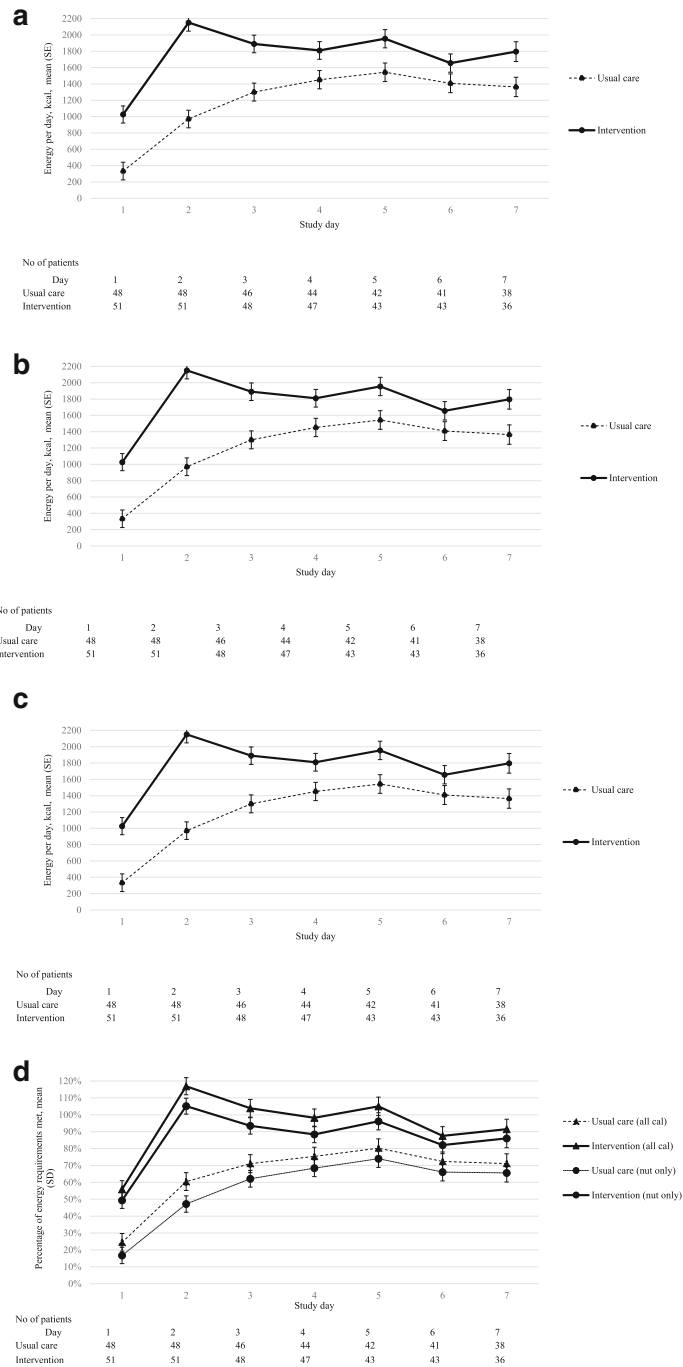 a
Energy per day, kcal, mean (SE)
2200
2000
1800
1600
1400
1200
1000
800
600
400
200
0
1 2 3 4 5 6 7
Study day
Usual care
Intervention
No of patients
Day 1 2 3 4 5 6 7
Usual care 48 48 46 44 42 41 38
Intervention 51 51 48 47 43 43 36
b
Energy per day, kcal, mean (SE)
2200
2000
1800
1600
1400
1200
1000
800
600
400
200
0
1 2 3 4 5 6 7
Study day
Usual care
Intervention
No of patients
Day 1 2 3 4 5 6 7
Usual care 48 48 46 44 42 41 38
ntervention 51 51 48 47 43 43 36
c
Energy per day, kcal, mean (SE)
2200
2000
1800
1600
1400
1200
1000
800
600
400
200
0
1 2 3 4 5 6 7
Study day
Usual care
Intervention
No of patients
Day 1 2 3 4 5 6 7
Usual care 48 48 46 44 42 41 38
Intervention 51 51 48 47 43 43 36
d
Percentage of energy requirements met, mean
(SD)
120%
110%
100%
90%
80%
70%
60%
50%
40%
30%
20%
10%
0%
1 2 3 4 5 6 7
Study day
Usual care (all cal)
Intervention (all cal)
Usual care (nut only)
Intervention (nut only)
No of patients
Day 1 2 3 4 5 6 7
Usual care 48 48 46 44 42 41 38
Intervention 51 51 48 47 43 43 36